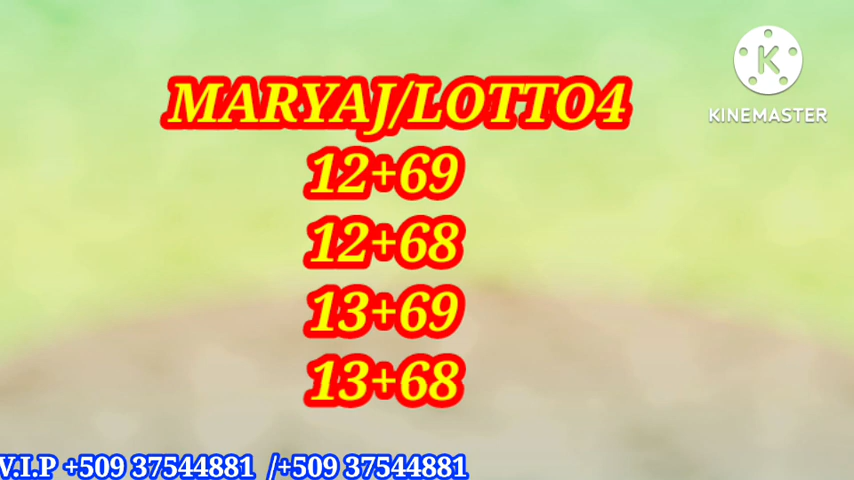 KINEMASTER
MARYAJ/LOTTO4
12+69
12+68
13+69
13+68
V.I.P +509 37544881 /+509 37544881